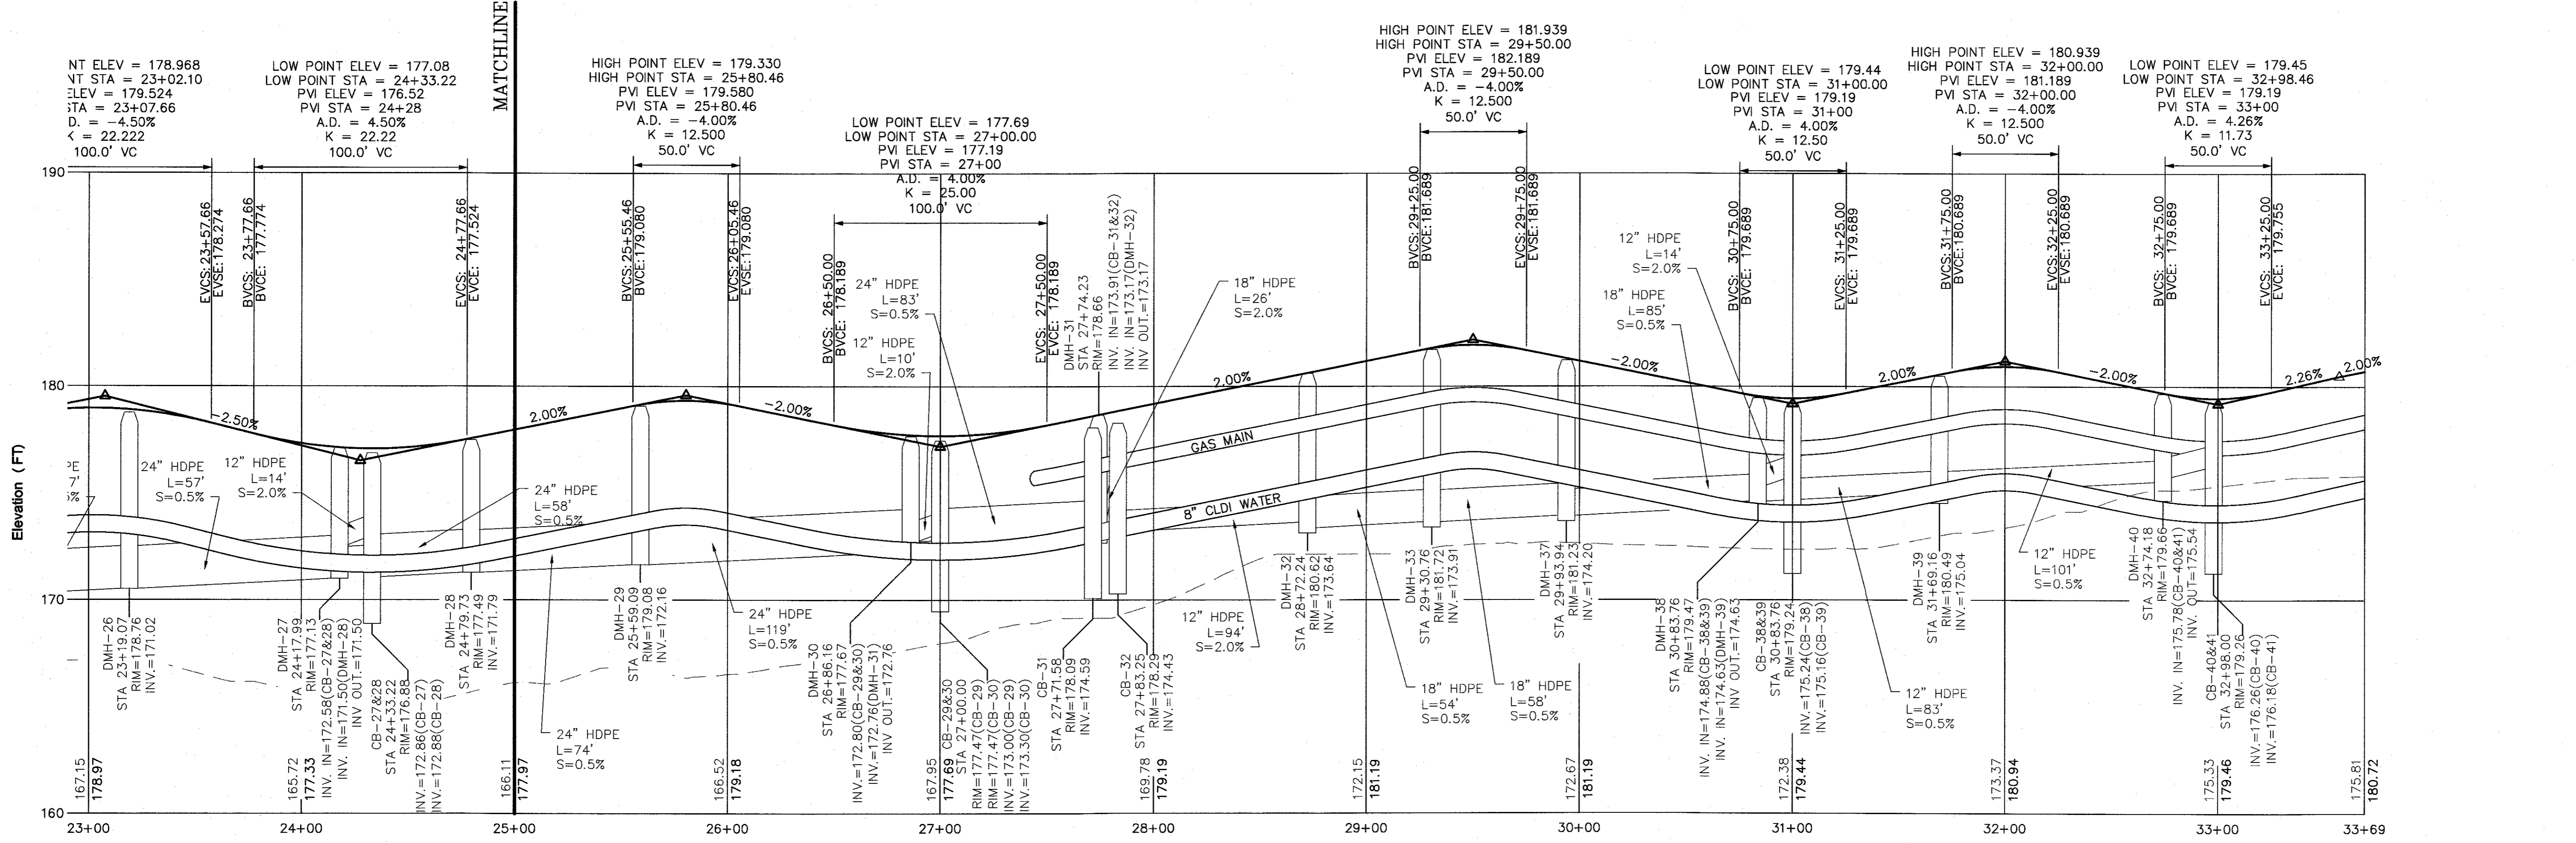 MATCHLINE
NT ELEV = 178.968
NT STA = 23+02.10
ELEV = 179.524
STA = 23+07.66
D. = -4.50%
K = 22.222
100.0' VC
LOW POINT ELEV = 177.08
LOW POINT STA = 24+33.22
PVI ELEV = 176.52
PVI STA = 24+28
A.D. = 4.50%
K = 22.22
100.0' VC
HIGH POINT ELEV = 179.330
HIGH POINT STA = 25+80.46
PVI ELEV = 179.580
PVI STA = 25+80.46
A.D. = -4.00%
K = 12.500
50.0' VC
LOW POINT ELEV = 177.69
LOW POINT STA = 27+00.00
PVI ELEV = 177.19
PVI STA = 27+00
A.D. = 4.00%
K = 25.00
100.0' VC
HIGH POINT ELEV = 181.939
HIGH POINT STA = 29+50.00
PVI ELEV = 182.189
PVI STA = 29+50.00
A.D. = -4.00%
K = 12.500
50.0' VC
LOW POINT ELEV = 179.44
LOW POINT STA = 31+00.00
PVI ELEV = 179.19
PVI STA = 31+00
A.D. = 4.00%
K = 12.50
50.0' VC
HIGH POINT ELEV = 180.939
HIGH POINT STA = 32+00.00
PVI ELEV = 181.189
PVI STA = 32+00.00
A.D. = -4.00%
K = 12.500
50.0' VC
LOW POINT ELEV = 179.45
LOW POINT STA = 32+98.46
PVI ELEV = 179.19
PVI STA = 33+00
A.D. = 4.26%
K = 11.73
50.0' VC
190
180
170
160
Elevation (FT)
EVCS: 23+57.66
EVSE: 178.274
BVCS: 23+77.66
BVCE: 177.774
EVCS: 24+77.66
EVCE: 177.524
BVCS: 25+55.46
BVCE: 179.080
EVCS: 26+05.46
EVSE: 179.080
BVCS: 26+50.00
BVCE: 178.189
EVCS: 27+50.00
EVCE: 178.189
BVCS: 29+25.00
BVCE: 181.689
EVCS: 29+75.00
EVSE: 181.689
BVCS: 30+75.00
BVCE: 179.689
EVCS: 31+25.00
EVCE: 179.689
BVCS: 31+75.00
BVCE: 180.689
EVCS: 32+25.00
EVSE: 180.689
BVCS: 32+75.00
BVCE: 179.689
EVCS: 33+25.00
EVCE: 179.755
-2.50%
2.00%
-2.00%
2.00%
-2.00%
2.00%
-2.00%
2.26%
2.00%
PE
7'
5%
24" HDPE
L=57'
S=0.5%
12" HDPE
L=14'
S=2.0%
24" HDPE
L=58'
S=0.5%
24" HDPE
L=83'
S=0.5%
12" HDPE
L=10'
S=2.0%
18" HDPE
L=26'
S=2.0%
12" HDPE
L=14'
S=2.0%
18" HDPE
L=85'
S=0.5%
GAS MAIN
8" CLDI WATER
24" HDPE
L=74'
S=0.5%
24" HDPE
L=119'
S=0.5%
12" HDPE
L=94'
S=2.0%
18" HDPE
L=54'
S=0.5%
18" HDPE
L=58'
S=0.5%
12" HDPE
L=83'
S=0.5%
12" HDPE
L=101'
S=0.5%
DMH-26
STA 23+19.07
RIM=178.76
INV.=171.02
DMH-27
STA 24+17.99
RIM=177.13
INV. IN=172.58(CB-27&28)
INV. IN=171.50(DMH-28)
INV OUT.=171.50
CB-27&28
STA 24+33.22
RIM=176.88
INV.=172.86(CB-27)
INV.=172.88(CB-28)
DMH-28
STA 24+79.73
RIM=177.49
INV.=171.79
DMH-29
STA 25+59.09
RIM=179.08
INV.=172.16
DMH-30
STA 26+86.16
RIM=177.67
INV.=172.80(CB-29&30)
INV.=172.76(DMH-31)
INV OUT.=172.76
CB-29&30
STA 27+00.00
RIM=177.47(CB-29)
RIM=177.47(CB-30)
INV.=173.00(CB-29)
INV.=173.30(CB-30)
DMH-31
STA 27+74.23
RIM=178.66
INV. IN=173.91(CB-31&32)
INV. IN=173.17(DMH-32)
INV OUT.=173.17
CB-31
STA 27+71.58
RIM=178.09
INV.=174.59
CB-32
STA 27+83.25
RIM=178.29
INV.=174.43
DMH-32
STA 28+72.24
RIM=180.62
INV.=173.64
DMH-33
STA 29+30.76
RIM=181.72
INV.=173.91
DMH-37
STA 29+93.94
RIM=181.23
INV.=174.20
DMH-38
STA 30+83.76
RIM=179.47
INV. IN=174.88(CB-38&39)
INV. IN=174.63(DMH-39)
INV OUT.=174.63
CB-38&39
STA 30+83.76
RIM=179.24
INV.=175.24(CB-38)
INV.=175.16(CB-39)
DMH-39
STA 31+69.16
RIM=180.49
INV.=175.04
DMH-40
STA 32+74.18
RIM=179.66
INV. IN=175.78(CB-40&41)
INV. OUT=175.54
CB-40&41
STA 32+98.00
RIM=179.26
INV.=176.26(CB-40)
INV.=176.18(CB-41)
167.15
178.97
165.72
177.33
166.11
177.97
166.52
179.18
167.95
177.69
169.78
179.19
172.15
181.19
172.67
181.19
172.38
179.44
173.37
180.94
175.33
179.46
175.81
180.72
23+00
24+00
25+00
26+00
27+00
28+00
29+00
30+00
31+00
32+00
33+00
33+69